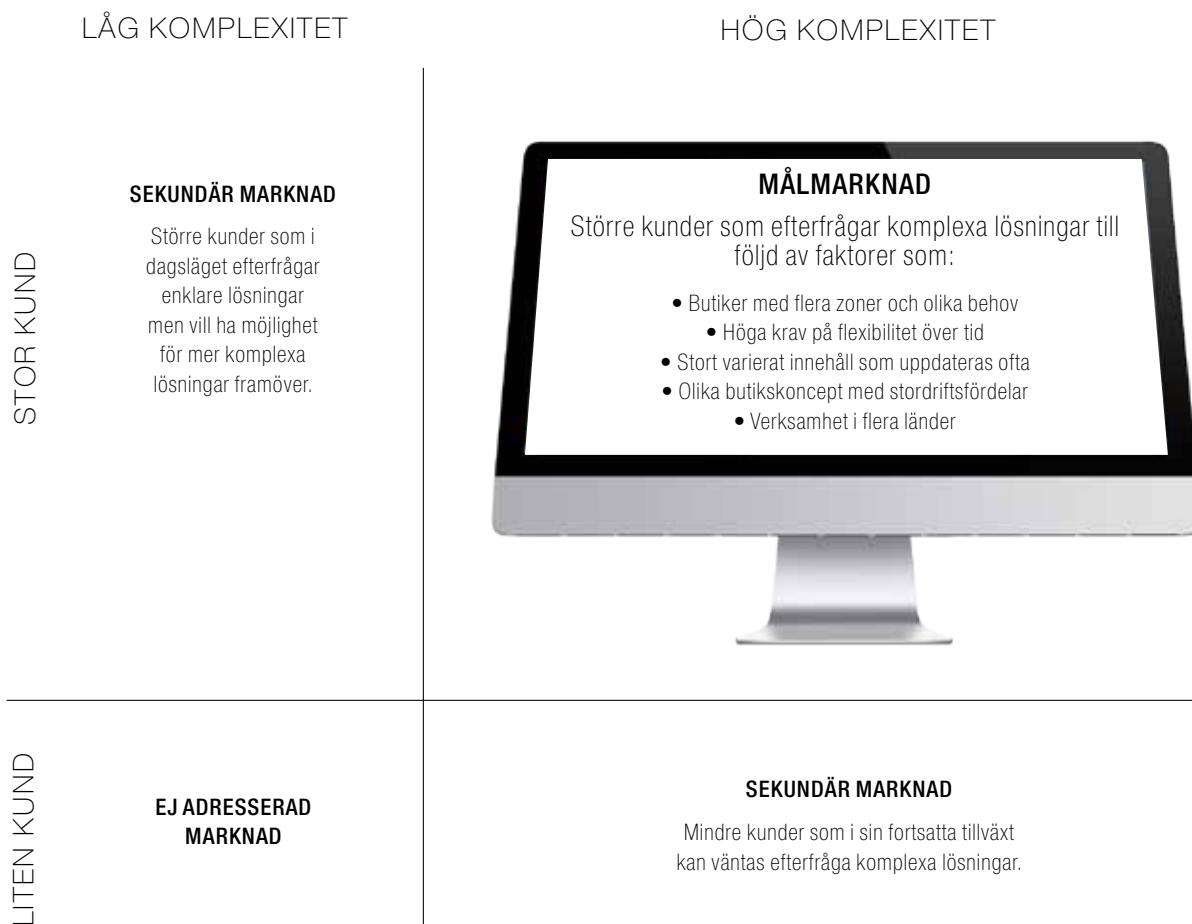 LÅG KOMPLEXITET
HÖG KOMPLEXITET
STOR KUND
SEKUNDÄR MARKNAD
Större kunder som i
dagsläget efterfrågar
enklare lösningar
men vill ha möjlighet
för mer komplexa
lösningar framöver.
MÅLMARKNAD
Större kunder som efterfrågar komplexa lösningar till
följd av faktorer som:
• Butiker med flera zoner och olika behov
• Höga krav på flexibilitet över tid
• Stort varierat innehåll som uppdateras ofta
• Olika butikskoncept med stordriftsfördelar
• Verksamhet i flera länder
LITEN KUND
EJ ADRESSERAD
MARKNAD
SEKUNDÄR MARKNAD
Mindre kunder som i sin fortsatta tillväxt
kan väntas efterfråga komplexa lösningar.